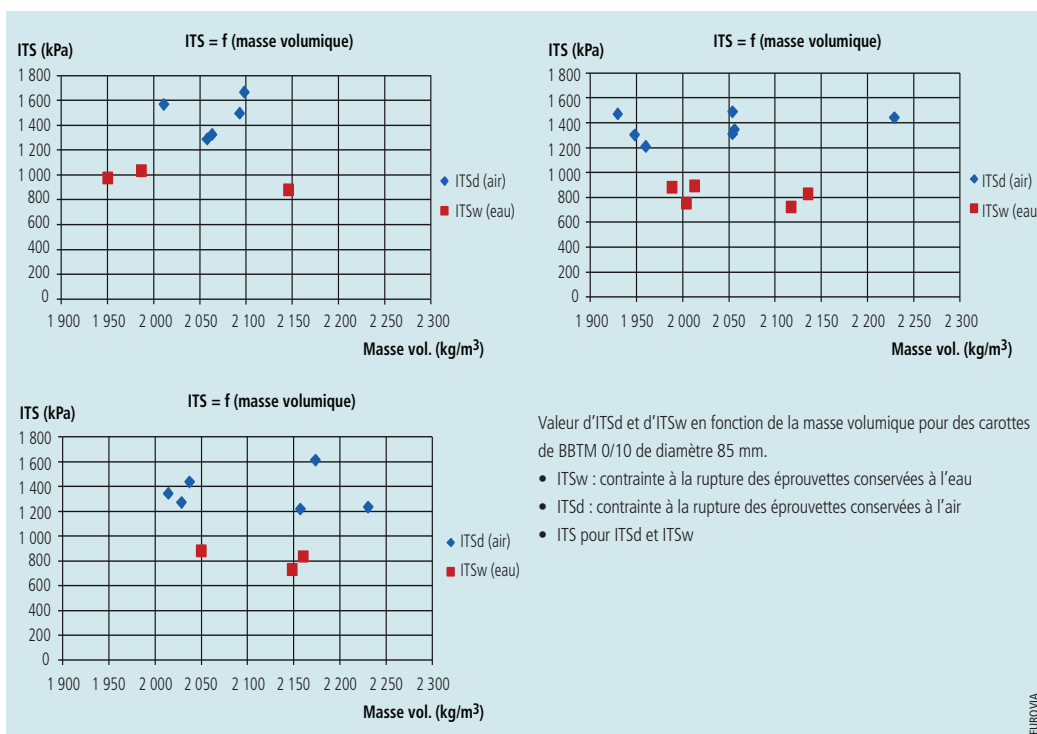 ITS = f (masse volumique)
ITS (kPa)
1 800
1 600
1 400
1 200
1 000
800
600
400
200
0
1 900 1 950 2 000 2 050 2 100 2 150 2 200 2 250 2 300
Masse vol. (kg/m3)
ITSd (air)
ITSw (eau)
ITS = f (masse volumique)
ITS (kPa)
1 800
1 600
1 400
1 200
1 000
800
600
400
200
0
1 900 1 950 2 000 2 050 2 100 2 150 2 200 2 250 2 300
Masse vol. (kg/m3)
ITSd (air)
ITSw (eau
ITS = f (masse volumique)
ITS (kPa)
1 800
1 600
1 400
1 200
1 000
800
600
400
200
0
1 900 1 950 2 000 2 050 2 100 2 150 2 200 2 250 2 300
Masse vol. (kg/m3)
ITSd (air)
ITSw (eau)
Valeur d'ITSd et d'ITSw en fonction de la masse volumique pour des carottes
de BBTM 0/10 de diamètre 85 mm.
• ITSw : contrainte à la rupture des éprouvettes conservées à l'eau
• ITSd : contrainte à la rupture des éprouvettes conservées à l'air
• ITS pour ITSd et ITSw
EUROVIA